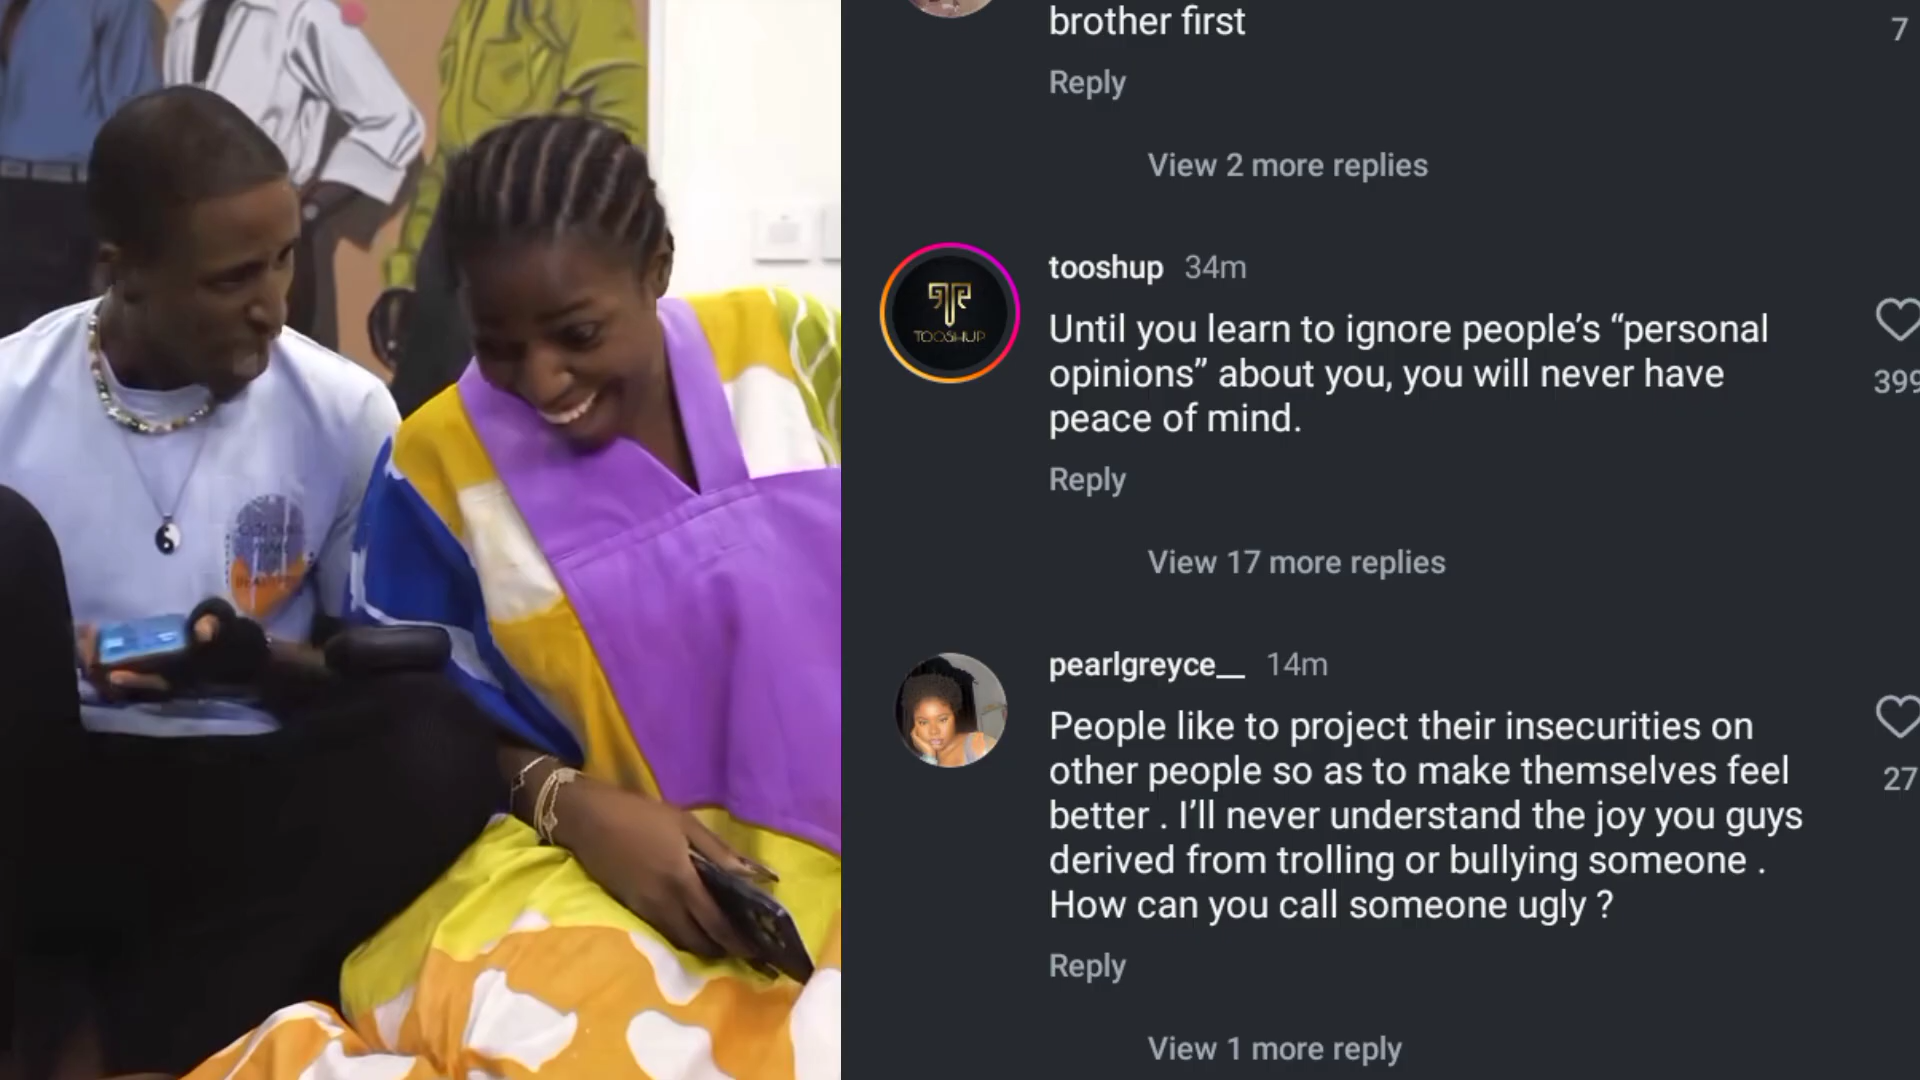 brother first
7
Reply
View 2 more replies
tooshup 34m
TOOSHUP
Until you learn to ignore people’s “personal
opinions” about you, you will never have
peace of mind.
399
Reply
View 17 more replies
pearlgreyce__ 14m
People like to project their insecurities on
other people so as to make themselves feel
better . I’ll never understand the joy you guys
derived from trolling or bullying someone .
How can you call someone ugly ?
27
Reply
View 1 more reply